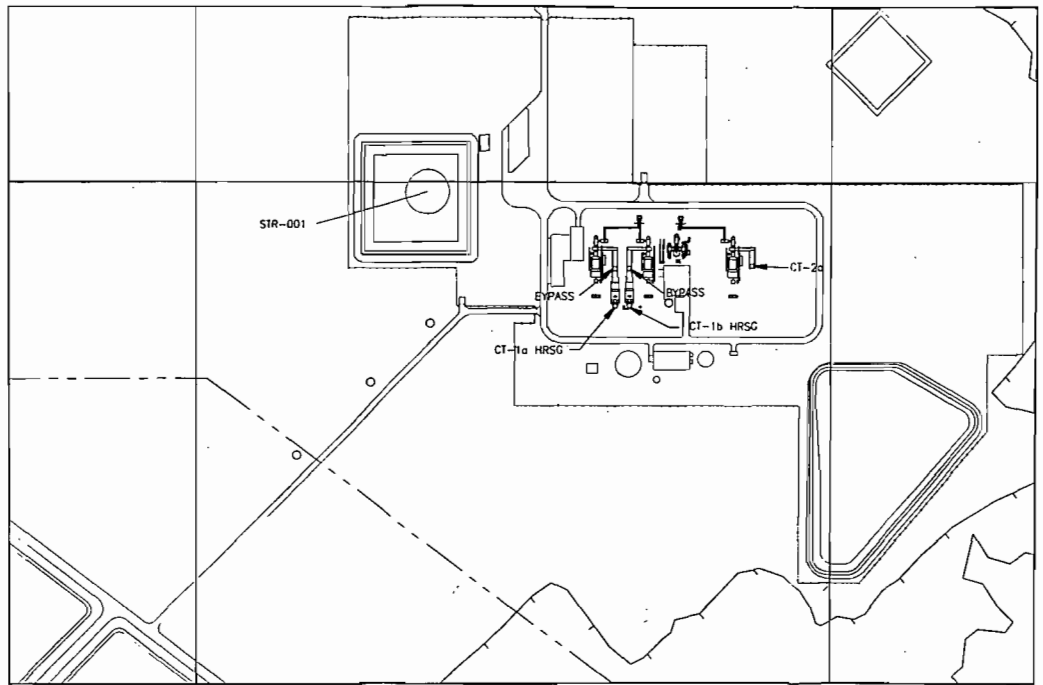 STR-001
CT-2a
BYPASS
BYPASS
CT-1b HRSG
CT-1a HRSG